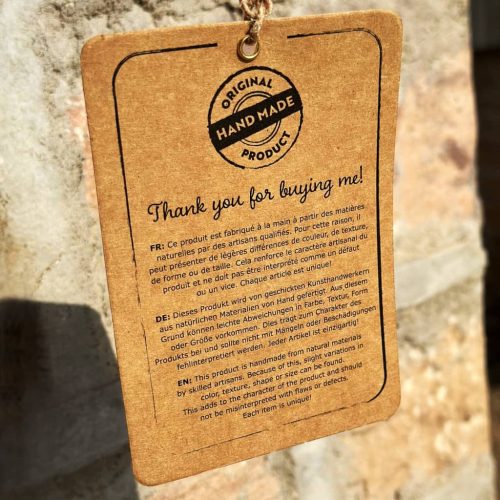 ORIGINAL
HAND MADE
PRODUCT
Thank you for buying me!
FR: Ce produit est fabriqué à la main à partir des matières
naturelles par des artisans qualifiés. Pour cette raison, il
peut présenter de légères différences de couleur, de texture,
de forme ou de taille. Cela renforce le caractère artisanal du
produit et ne doit pas être interprété comme un défaut
ou un vice. Chaque article est unique!
DE: Dieses Produkt wird von geschickten Kunsthandwerkern
aus natürlichen Materialien von Hand gefertigt. Aus diesem
Grund können leichte Abweichungen in Farbe, Textur, Form
oder Größe vorkommen. Dies tragt zum Charakter des
Produkts bei und sollte nicht mit Mängeln oder Beschädigungen
fehlinterpretiert werden. Jeder Artikel ist einzigartig!
EN: This product is handmade from natural materials
by skilled artisans. Because of this, slight variations in
color, texture, shape or size can be found.
This adds to the character of the product and should
not be misinterpreted with flaws or defects.
Each item is unique!